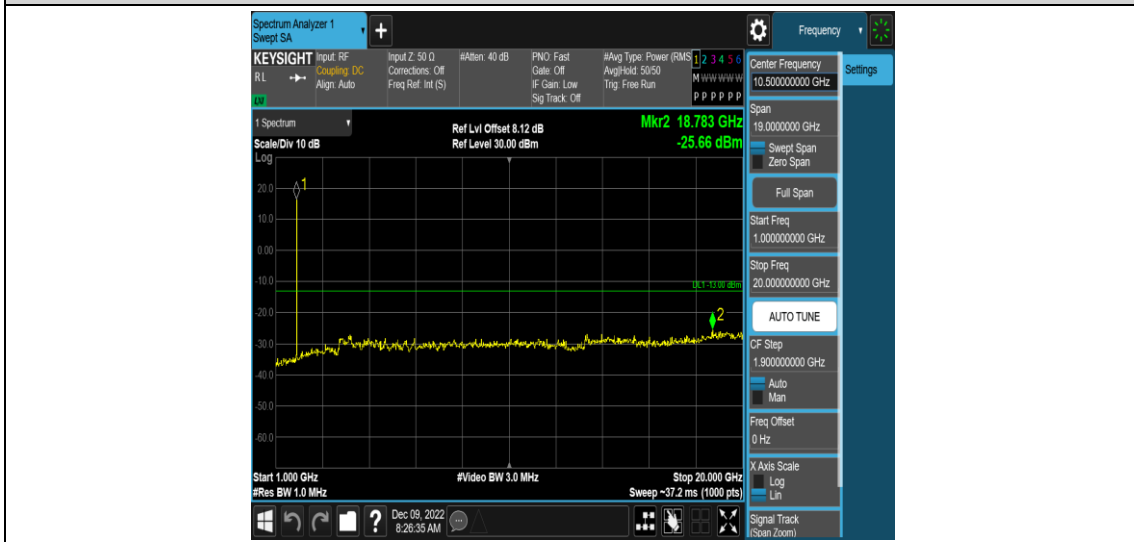 Spectrum Analyzer 1
Swept SA
+
Frequency
KEYSIGHT
RL
LXI
Input: RF
Coupling: DC
Align: Auto
Input Z: 50 Ω
Corrections: Off
Freq Ref: Int (S)
#Atten: 40 dB
PNO: Fast
Gate: Off
IF Gain: Low
Sig Track: Off
#Avg Type: Power (RMS
Avg|Hold: 50/50
Trig: Free Run
1 2 3 4 5 6
M W W W W W
P P P P P P
1 Spectrum
Scale/Div 10 dB
Log
Ref Lvl Offset 8.12 dB
Ref Level 30.00 dBm
Mkr2 18.783 GHz
-25.66 dBm
1
20.0
10.0
0.00
-10.0
DL1 -13.00 dBm
-20.0
2
-30.0
-40.0
-50.0
-60.0
Start 1.000 GHz
#Video BW 3.0 MHz
Stop 20.000 GHz
#Res BW 1.0 MHz
Sweep ~37.2 ms (1000 pts)
?
Dec 09, 2022
8:26:35 AM
Center Frequency
10.500000000 GHz
Settings
Span
19.0000000 GHz
Swept Span
Zero Span
Full Span
Start Freq
1.000000000 GHz
Stop Freq
20.000000000 GHz
AUTO TUNE
CF Step
1.900000000 GHz
Auto
Man
Freq Offset
0 Hz
X Axis Scale
Log
Lin
Signal Track
(Span Zoom)